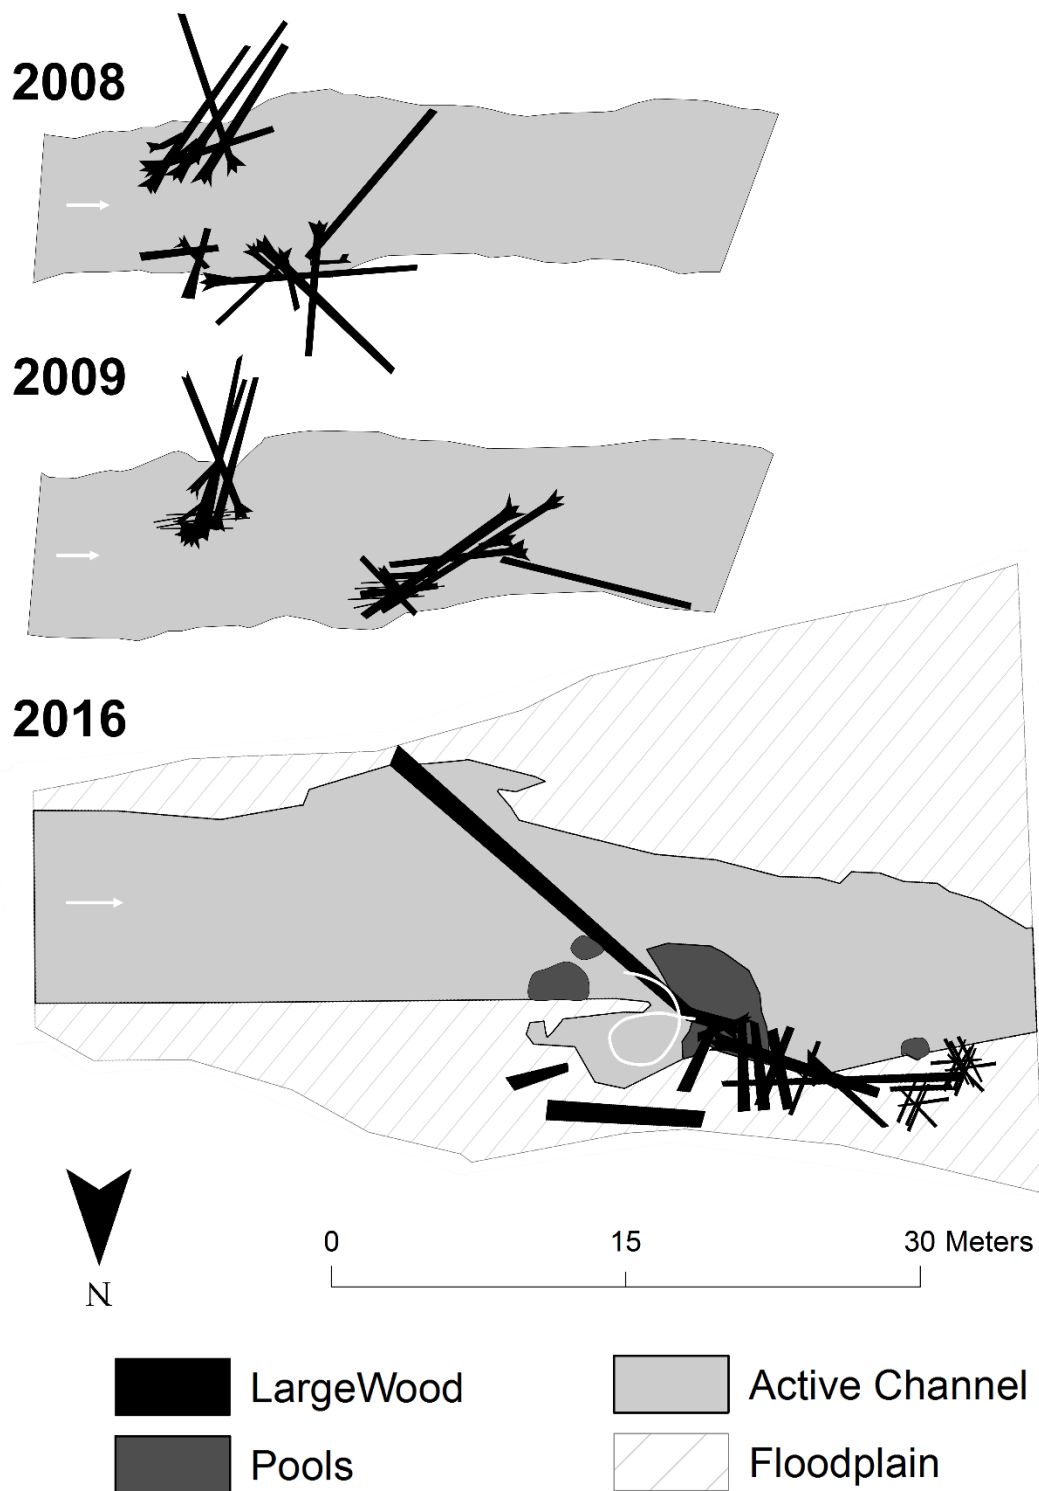 2008
2009
2016
N
0 15 30 Meters
LargeWood
Active Channel
Pools
Floodplain